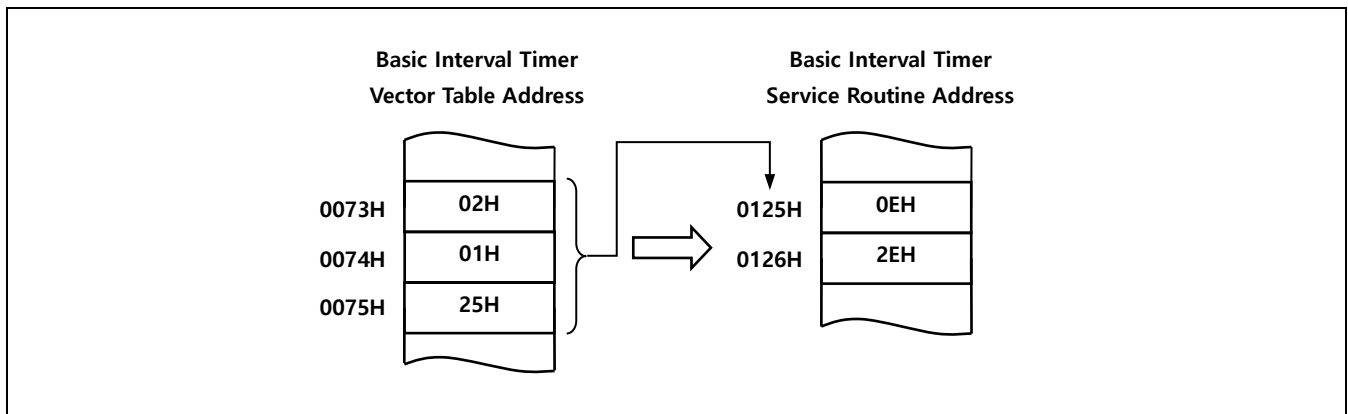 Basic Interval Timer
Vector Table Address
0073H 02H
0074H 01H
0075H 25H
Basic Interval Timer
Service Routine Address
0125H 0EH
0126H 2EH